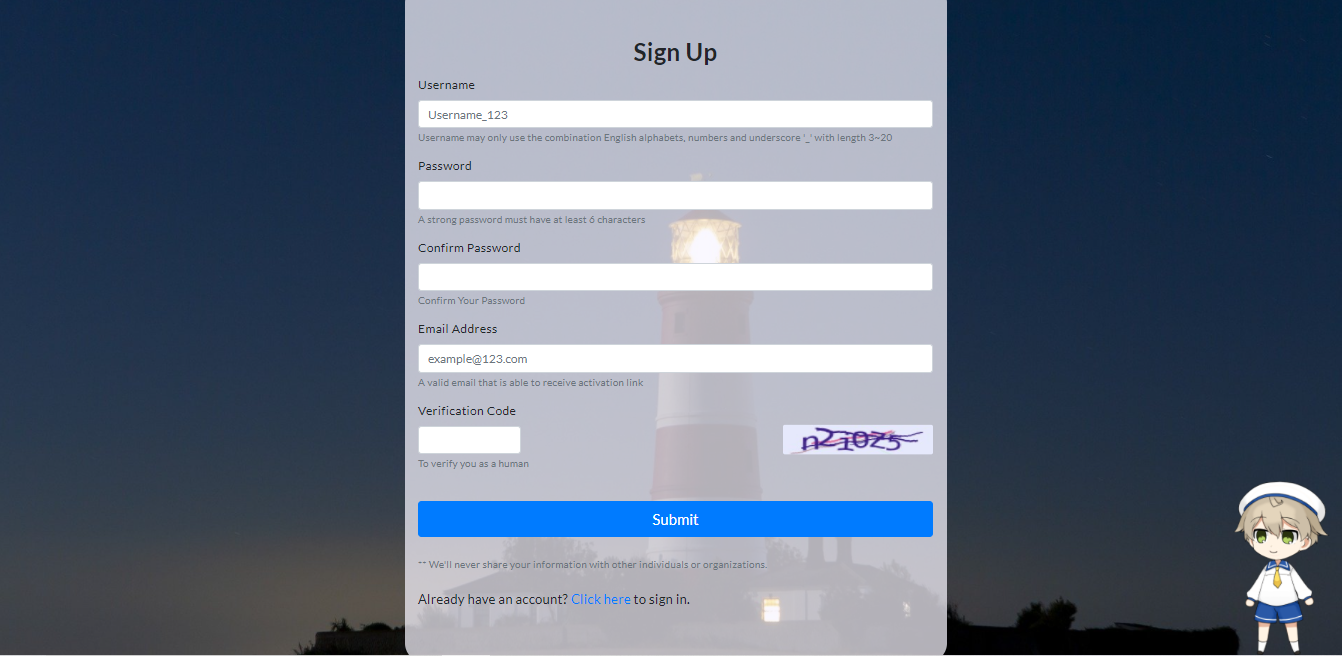 Sign Up
Username
Username_123
Username may only use the combination English alphabets, numbers and underscore '_' with length 3~20
Password
A strong password must have at least 6 characters
Confirm Password
Confirm Your Password
Email Address
example@123.com
A valid email that is able to receive activation link
Verification Code
To verify you as a human
Submit
** We'll never share your information with other individuals or organizations.
Already have an account? Click here to sign in.